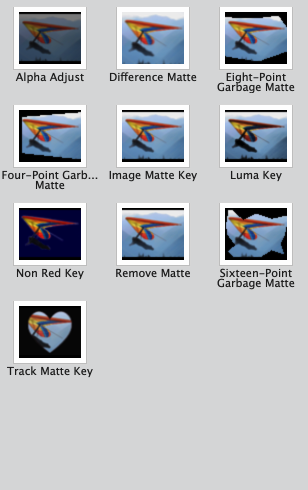 Alpha Adjust
Difference Matte
Eight-Point
Garbage Matte
Four-Point Garb...
Matte
Image Matte Key
Luma Key
Non Red Key
Remove Matte
Sixteen-Point
Garbage Matte
Track Matte Key